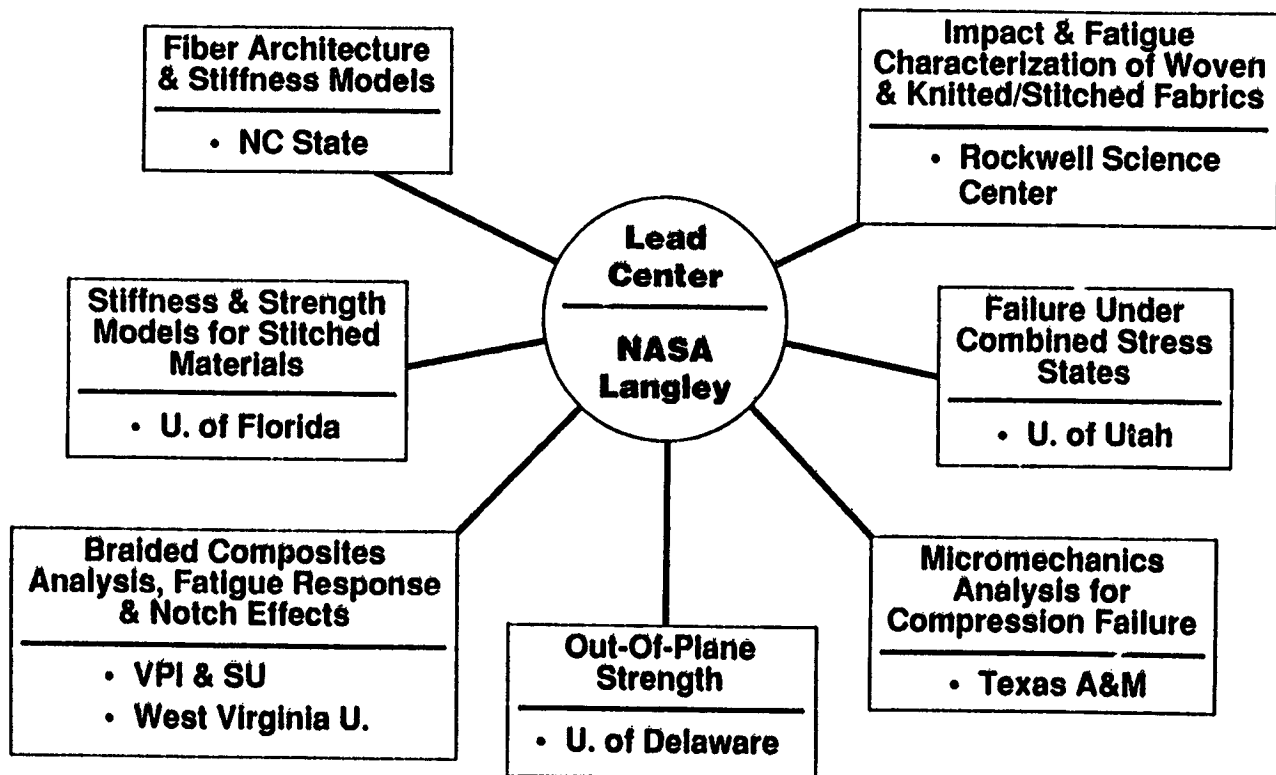 Fiber Architecture
& Stiffness Models
• NC State
Impact & Fatigue
Characterization of Woven
& Knitted/Stitched Fabrics
• Rockwell Science
Center
Lead
Center
NASA
Langley
Stiffness & Strength
Models for Stitched
Materials
• U. of Florida
Failure Under
Combined Stress
States
• U. of Utah
Braided Composites
Analysis, Fatigue Response
& Notch Effects
• VPI & SU
• West Virginia U.
Out-Of-Plane
Strength
• U. of Delaware
Micromechanics
Analysis for
Compression Failure
• Texas A&M